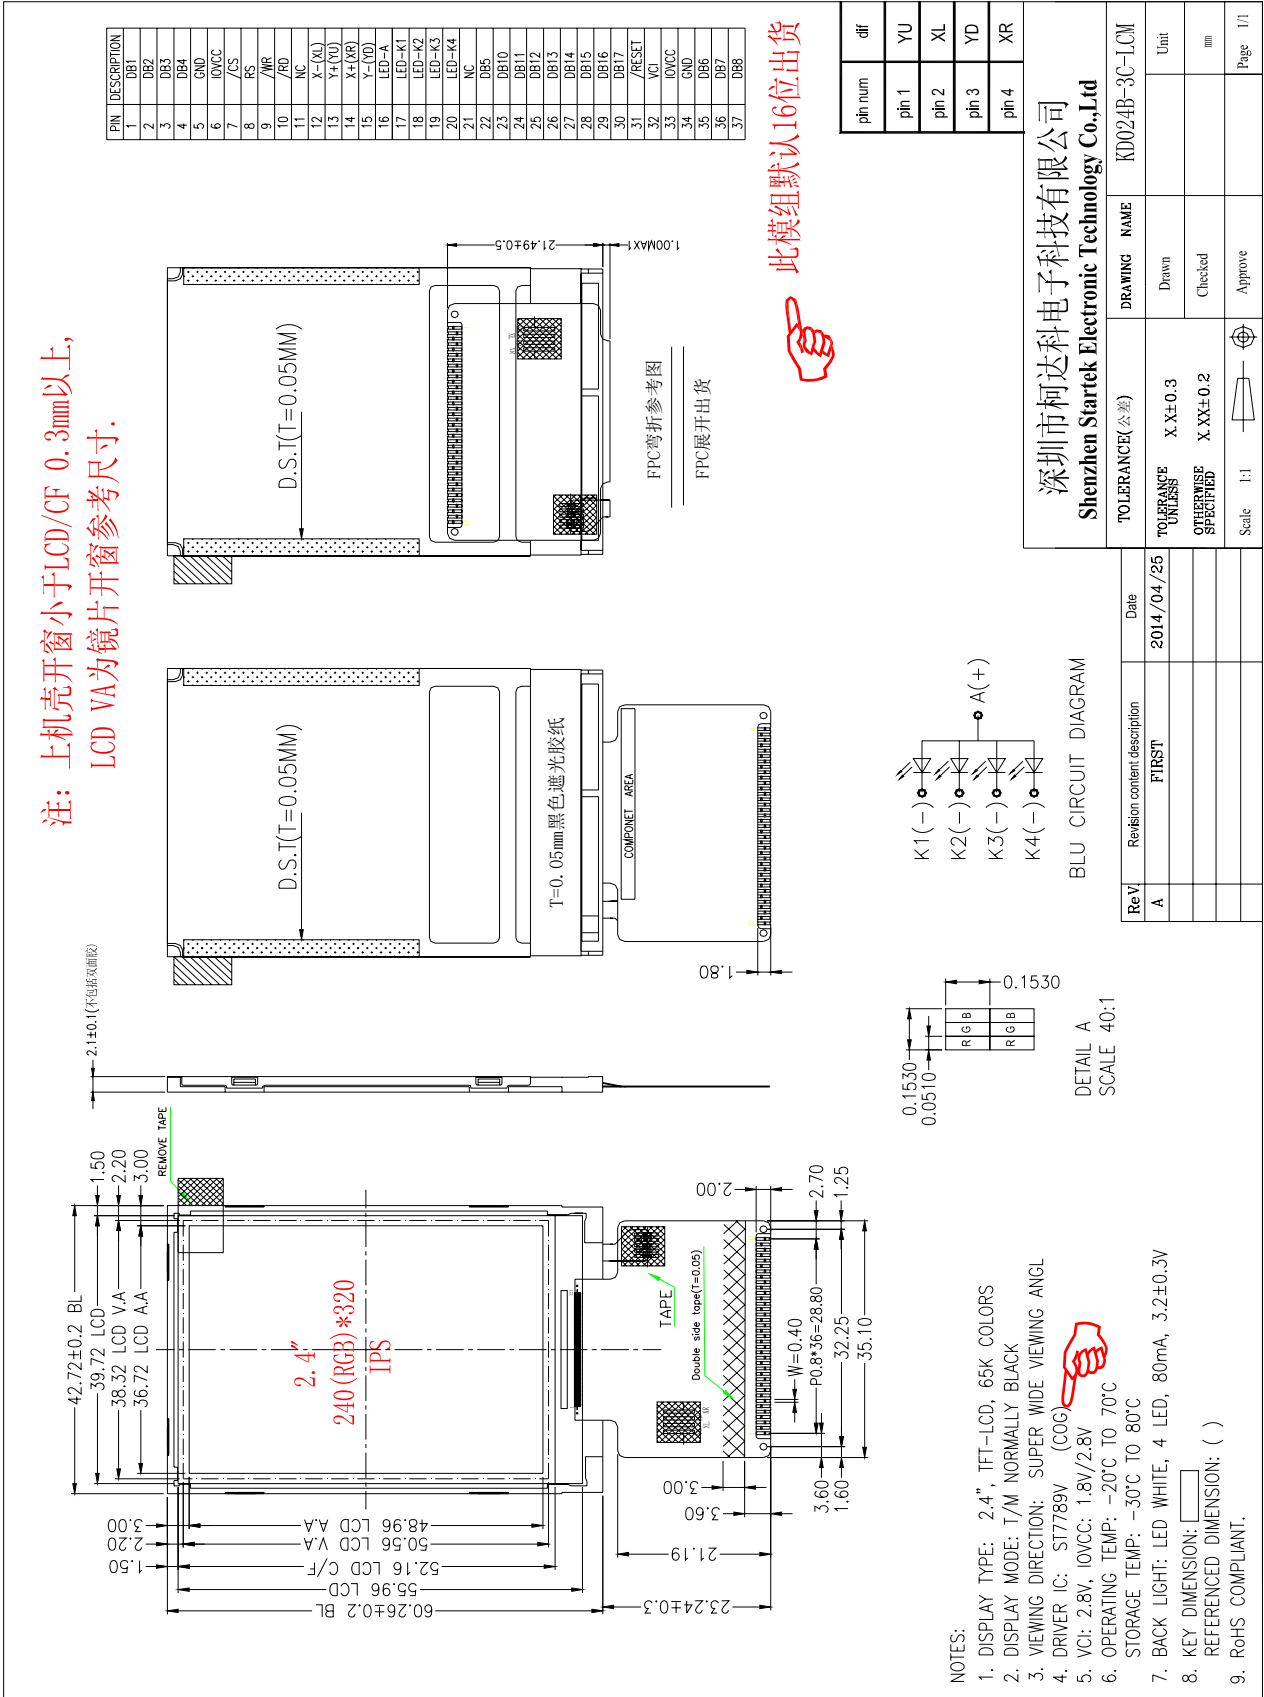 注: 上机壳开窗小于LCD/CF 0.3mm以上,
LCD VA为镜片开窗参考尺寸.
PIN DESCRIPTION
1 DB1
2 DB2
3 DB3
4 DB4
5 GND
6 IOVCC
7 /CS
8 RS
9 /WR
10 /RD
11 NC
12 X-(XL)
13 Y+(YU)
14 X+(XR)
15 Y-(YD)
16 LED-A
17 LED-K1
18 LED-K2
19 LED-K3
20 LED-K4
21 NC
22 DB5
23 DB10
24 DB11
25 DB12
26 DB13
27 DB14
28 DB15
29 DB16
30 DB17
31 /RESET
32 VCI
33 IOVCC
34 GND
35 DB6
36 DB7
37 DB8
此模组默认16位出货
pin num dif
pin 1 YU
pin 2 XL
pin 3 YD
pin 4 XR
42.72±0.2 BL
39.72 LCD
38.32 LCD V.A
36.72 LCD A.A
1.50
2.20
3.00
REMOVE TAPE
2.1±0.1(不包括双面胶)
2.4"
240(RGB)*320
IPS
3.00
2.20
1.50
48.96 LCD A.A
50.56 LCD V.A
52.16 LCD C/F
55.96 LCD
60.26±0.2 BL
23.24±0.3
21.19
3.60
3.00
TAPE
Double side tape(T=0.05)
XL
XR
2.00
2.70
1.25
W=0.40
P0.8*36=28.80
32.25
35.10
3.60
1.60
D.S.T(T=0.05MM)
T=0.05mm黑色遮光胶纸
COMPONET AREA
1.80
D.S.T(T=0.05MM)
21.49±0.5
1.00MAX1
FPC弯折参考图
FPC展开出货
0.1530
0.0510
0.1530
R G B
R G B
DETAIL A
SCALE 40:1
K1(-)
K2(-)
K3(-)
K4(-)
A(+)
BLU CIRCUIT DIAGRAM
NOTES:
1. DISPLAY TYPE: 2.4", TFT-LCD, 65K COLORS
2. DISPLAY MODE: T/M NORMALLY BLACK
3. VIEWING DIRECTION: SUPER WIDE VIEWING ANGL
4. DRIVER IC: ST7789V (COG)
5. VCI: 2.8V, IOVCC: 1.8V/2.8V
6. OPERATING TEMP: -20°C TO 70°C
STORAGE TEMP: -30°C TO 80°C
7. BACK LIGHT: LED WHITE, 4 LED, 80mA, 3.2±0.3V
8. KEY DIMENSION:
REFERENCED DIMENSION: ( )
9. RoHS COMPLIANT.
ReV. Revision content description Date
A FIRST 2014/04/25
深圳市柯达科电子科技有限公司
Shenzhen Startek Electronic Technology Co.,Ltd
TOLERANCE(公差) DRAWING NAME KD024B-3C-LCM
TOLERANCE UNLESS X.X±0.3 Drawn Unit
OTHERWISE SPECIFIED X.XX±0.2 Checked mm
Scale 1:1 Approve Page 1/1